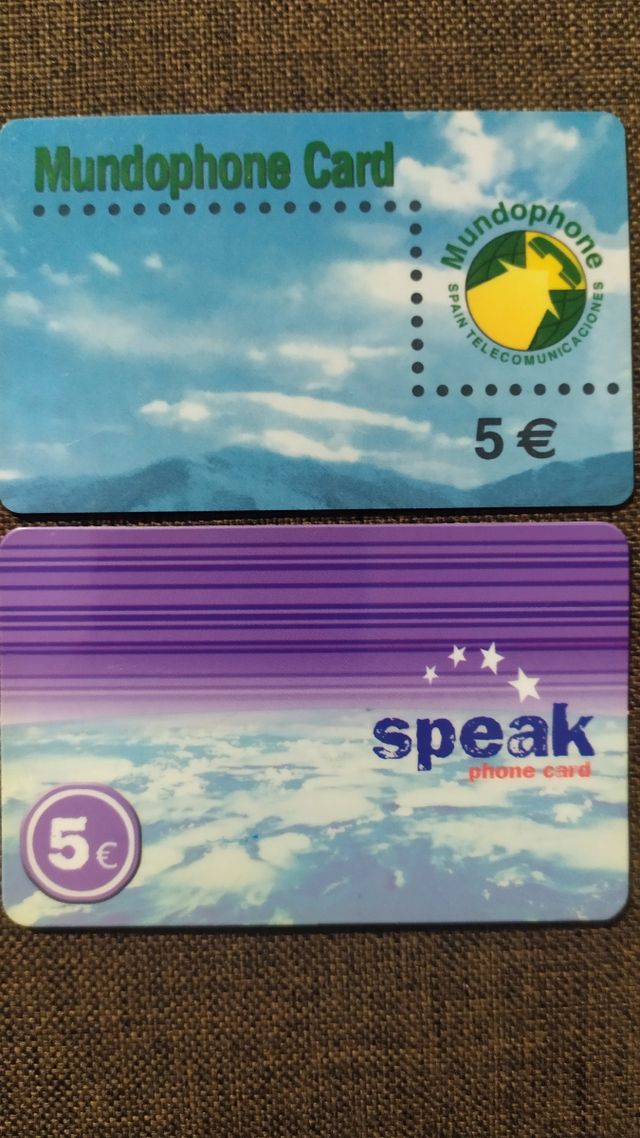 Mundophone Card
Mundophone
SPAIN TELECOMUNICACIONES
5 €
speak
phone card
5 €